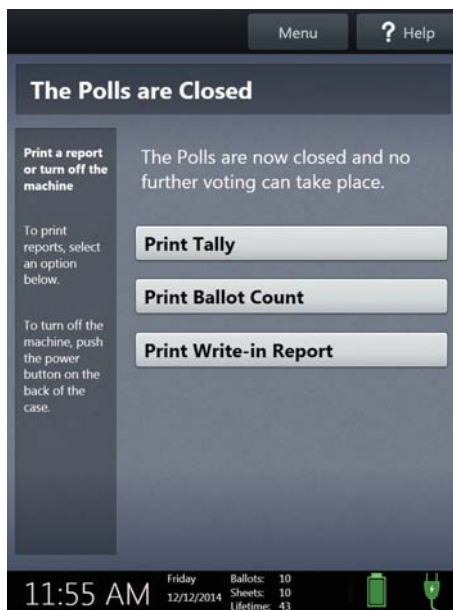 Menu
? Help
The Polls are Closed
Print a report
or turn off the
machine
To print
reports, select
an option
below.
To turn off the
machine, push
the power
button on the
back of the
case.
The Polls are now closed and no
further voting can take place.
Print Tally
Print Ballot Count
Print Write-in Report
11:55 AM
Friday
12/12/2014
Ballots: 10
Sheets: 10
Lifetime: 43